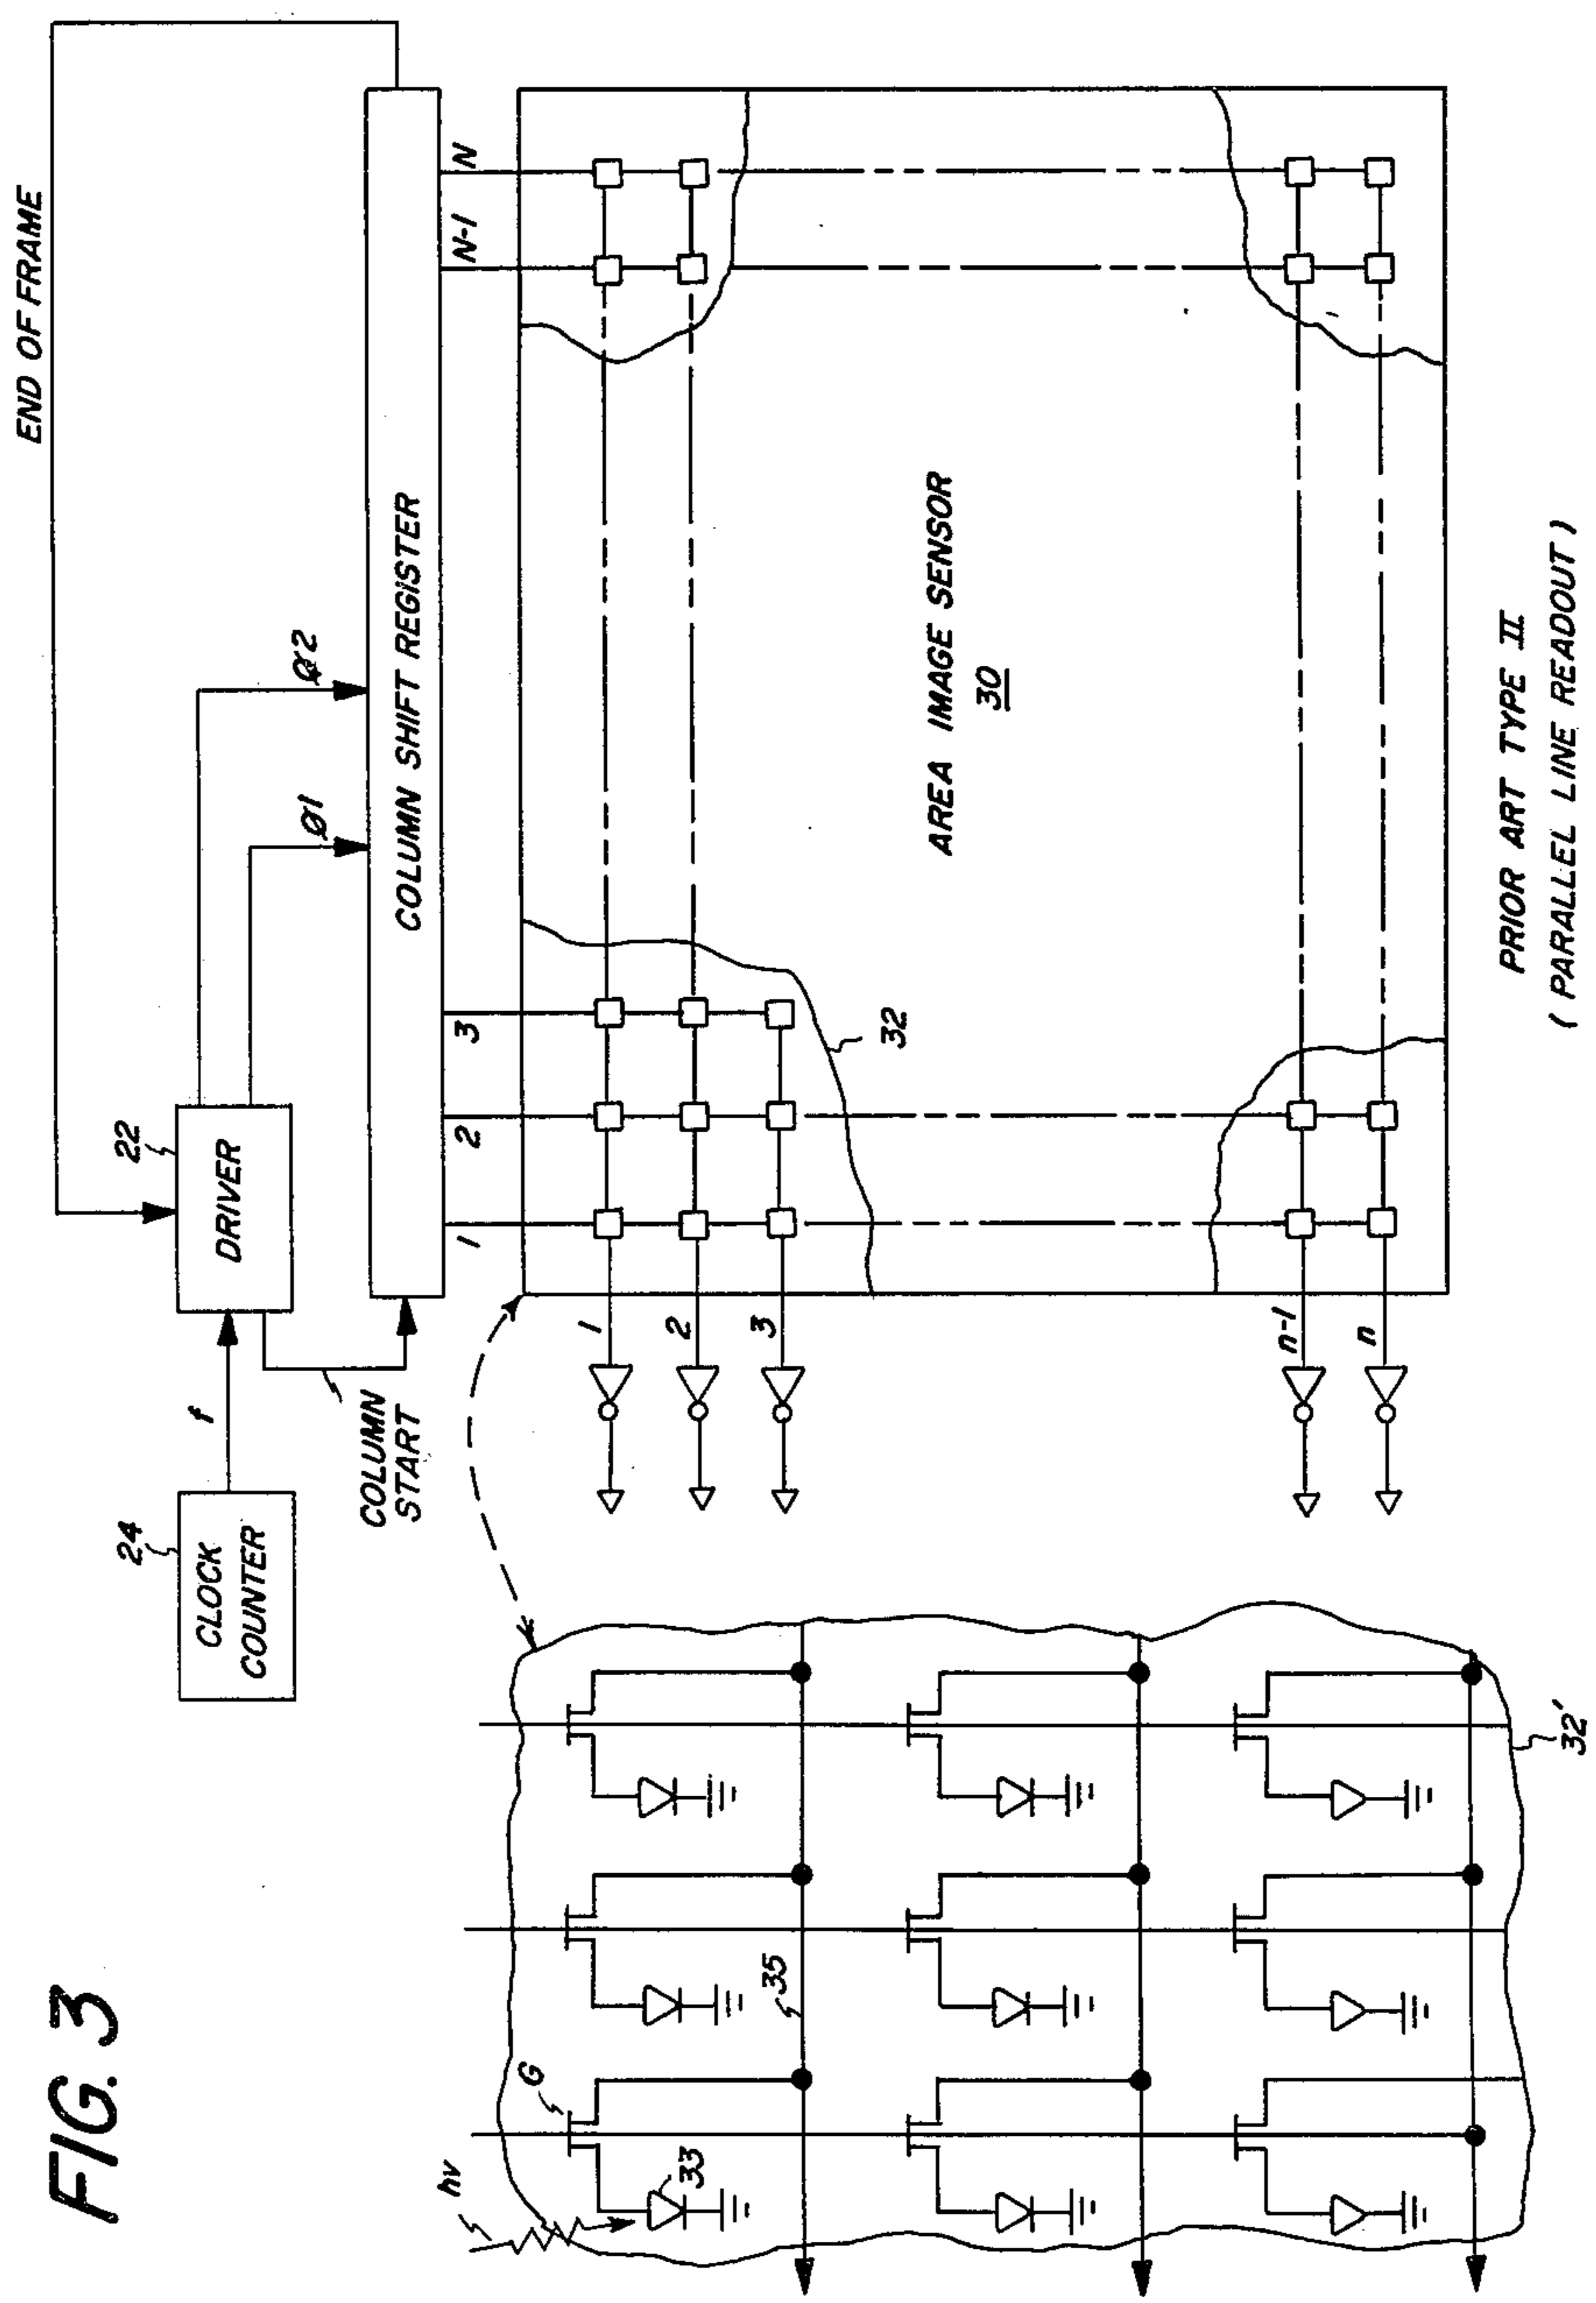 FIG. 3
END OF FRAME
24
CLOCK
COUNTER
f
22
DRIVER
Ø1
Ø2
COLUMN
START
COLUMN SHIFT REGISTER
1
2
3
N-1
N
1
2
3
n-1
n
32
AREA IMAGE SENSOR
30
hν
G
33
35
32'
PRIOR ART TYPE II
( PARALLEL LINE READOUT )